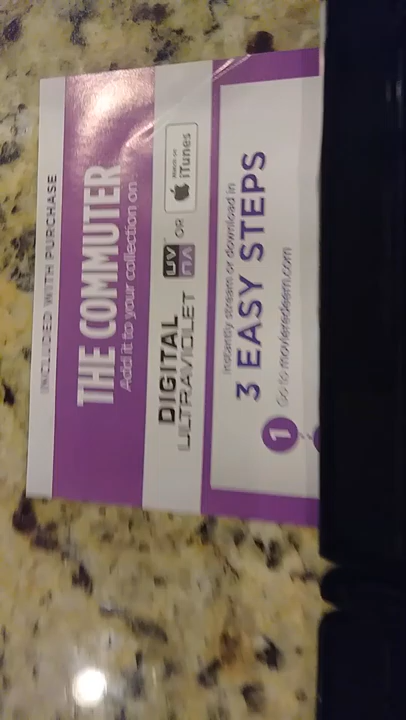 INCLUDED WITH PURCHASE
THE COMMUTER
Add it to your collection on
DIGITAL
ULTRAVIOLET
UV
OR
iTunes
Instantly stream or download in
3 EASY STEPS
1 Go to movieredeem.com